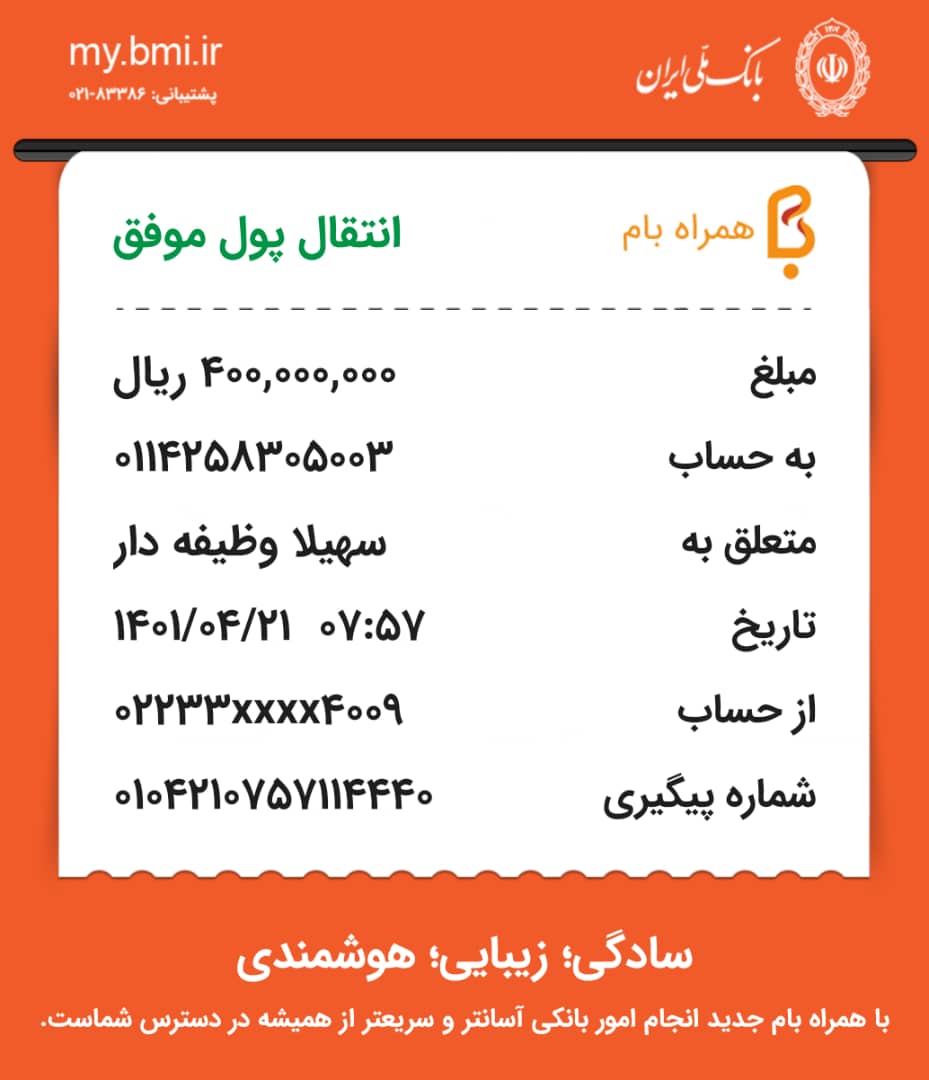 بانک ملّی ایران
my.bmi.ir
پشتیبانی: ۸۳۳۸۶-۰۲۱
همراه بام
انتقال پول موفق
مبلغ ۴۰۰,۰۰۰,۰۰۰ ریال
به حساب ۰۱۱۴۲۵۸۳۰۵۰۰۳
متعلق به سهیلا وظیفه دار
تاریخ ۱۴۰۱/۰۴/۲۱ ۰۷:۵۷
از حساب ۰۲۲۳۳xxxx۴۰۰۹
شماره پیگیری ۰۱۰۴۲۱۰۷۵۷۱۱۴۴۴۰
سادگی؛ زیبایی؛ هوشمندی
با همراه بام جدید انجام امور بانکی آسانتر و سریعتر از همیشه در دسترس شماست.